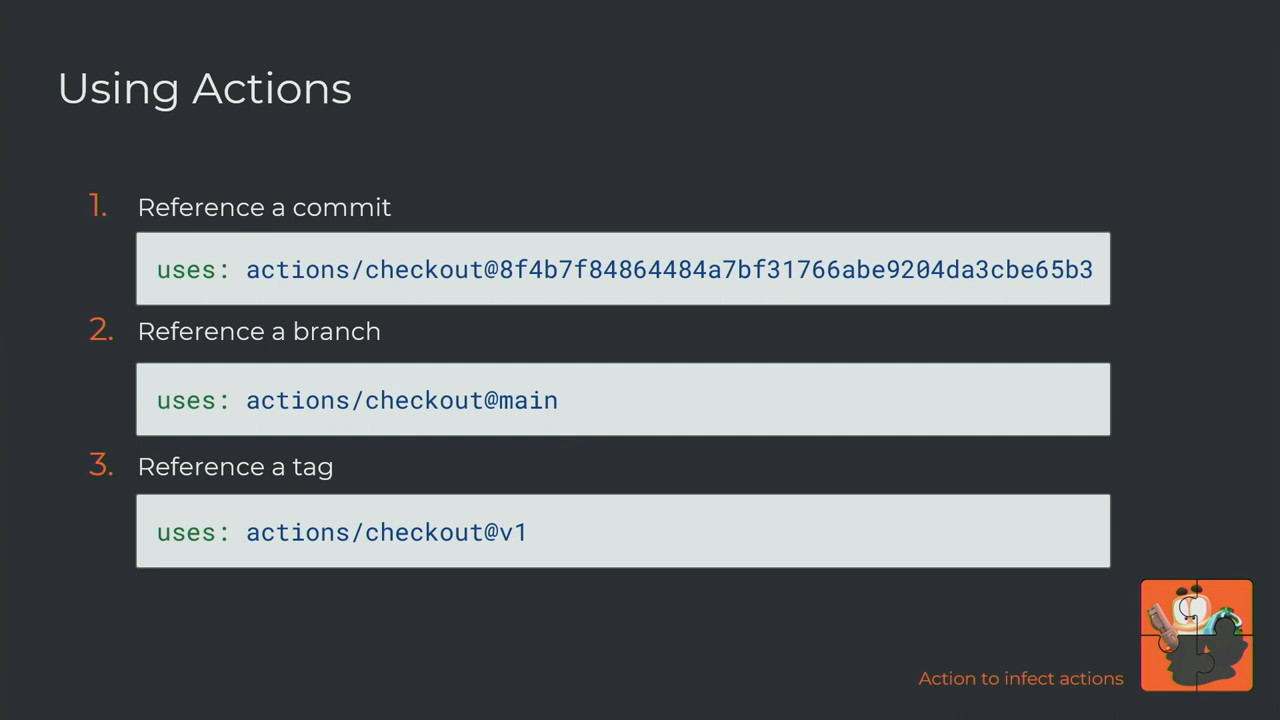 Using Actions
1. Reference a commit
uses: actions/checkout@8f4b7f84864484a7bf31766abe9204da3cbe65b3
2. Reference a branch
uses: actions/checkout@main
3. Reference a tag
uses: actions/checkout@v1
Action to infect actions